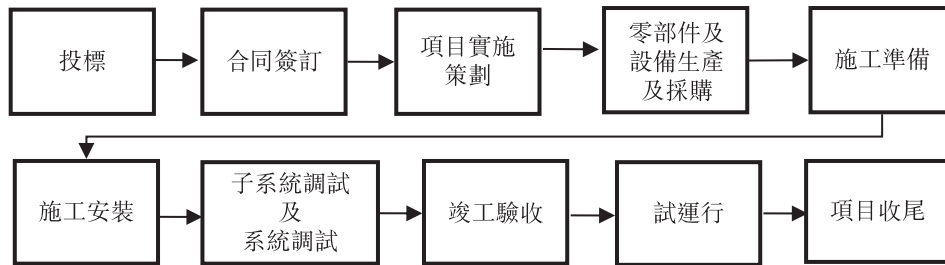 投標
合同簽訂
項目實施
策劃
零部件及
設備生產
及採購
施工準備
施工安裝
子系統調試
及
系統調試
竣工驗收
試運行
項目收尾